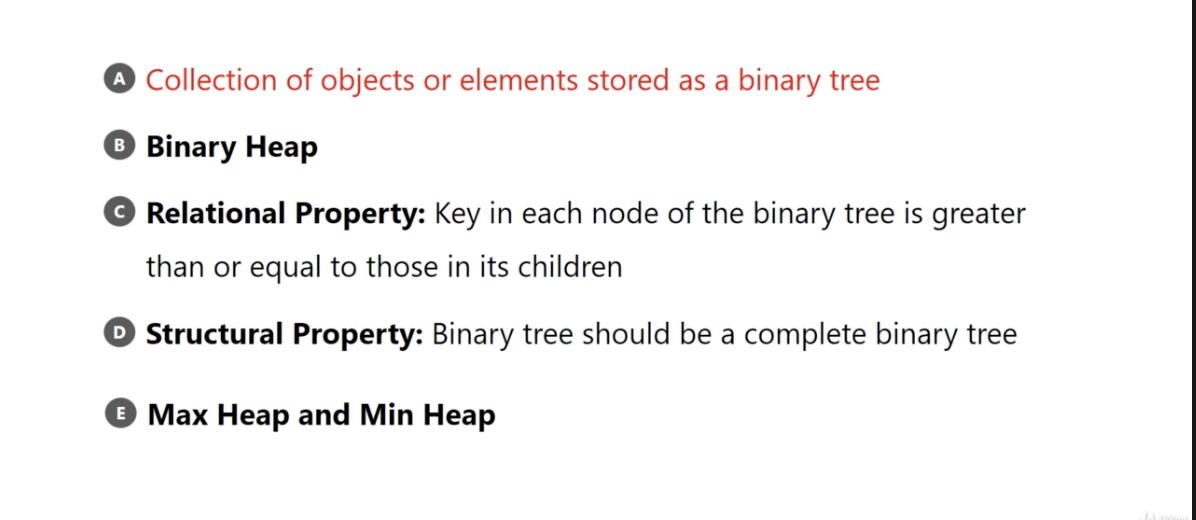 A Collection of objects or elements stored as a binary tree
B Binary Heap
C Relational Property: Key in each node of the binary tree is greater
than or equal to those in its children
D Structural Property: Binary tree should be a complete binary tree
E Max Heap and Min Heap